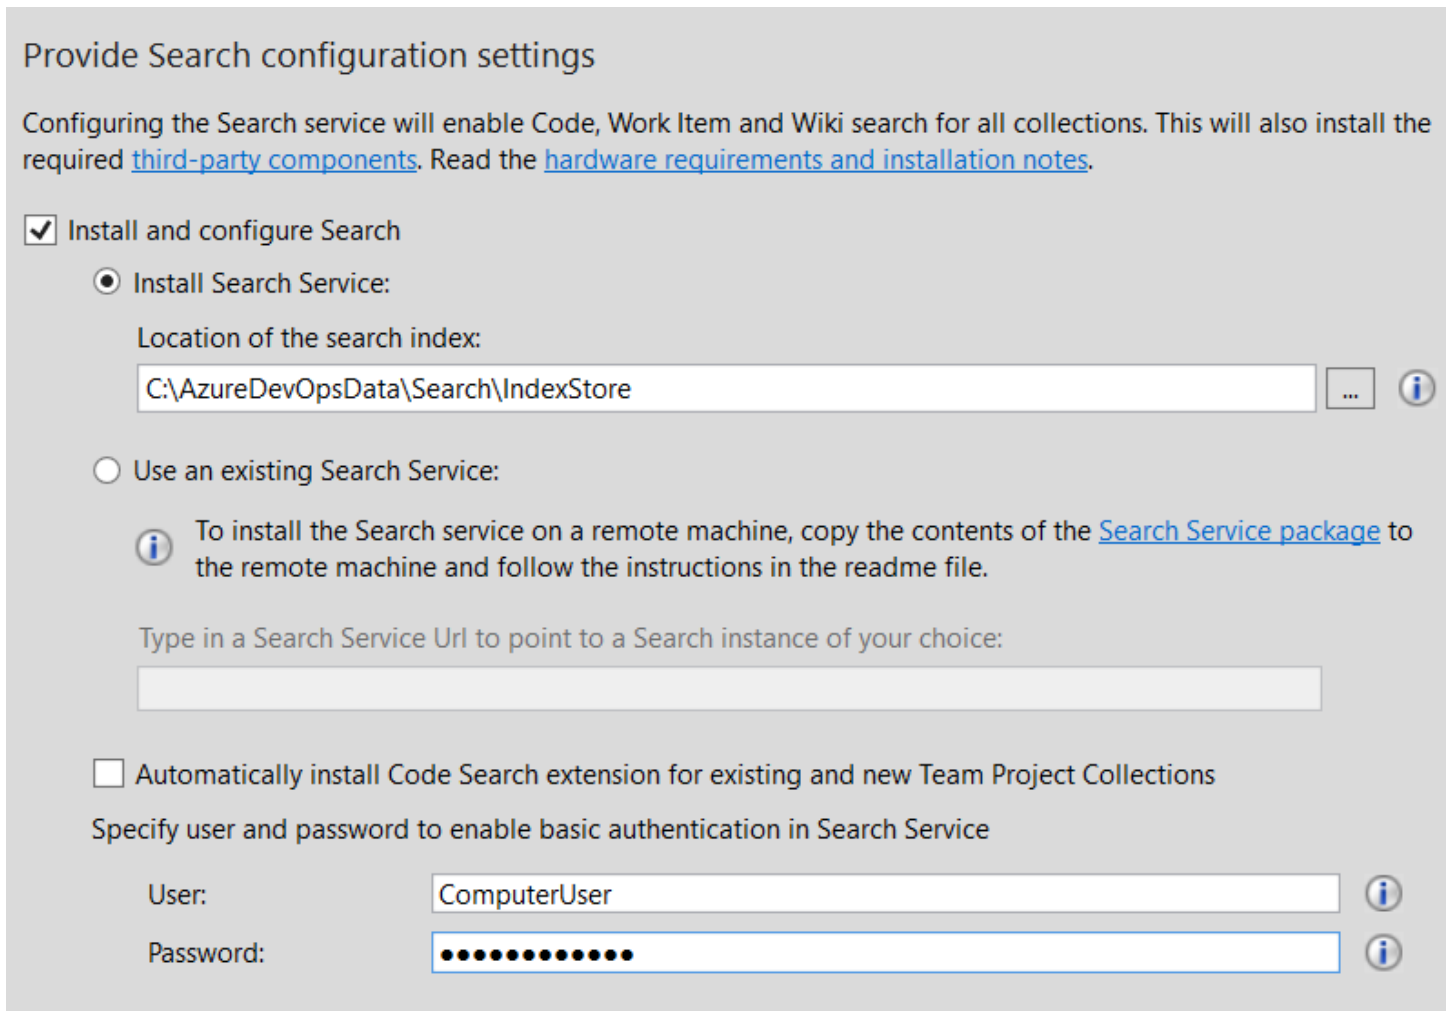 Provide Search configuration settings
Configuring the Search service will enable Code, Work Item and Wiki search for all collections. This will also install the
required third-party components. Read the hardware requirements and installation notes.
Install and configure Search
Install Search Service:
Location of the search index:
C:\AzureDevOpsData\Search\IndexStore
...
Use an existing Search Service:
To install the Search service on a remote machine, copy the contents of the Search Service package to
the remote machine and follow the instructions in the readme file.
Type in a Search Service Url to point to a Search instance of your choice:
Automatically install Code Search extension for existing and new Team Project Collections
Specify user and password to enable basic authentication in Search Service
User: ComputerUser
Password: ●●●●●●●●●●●●